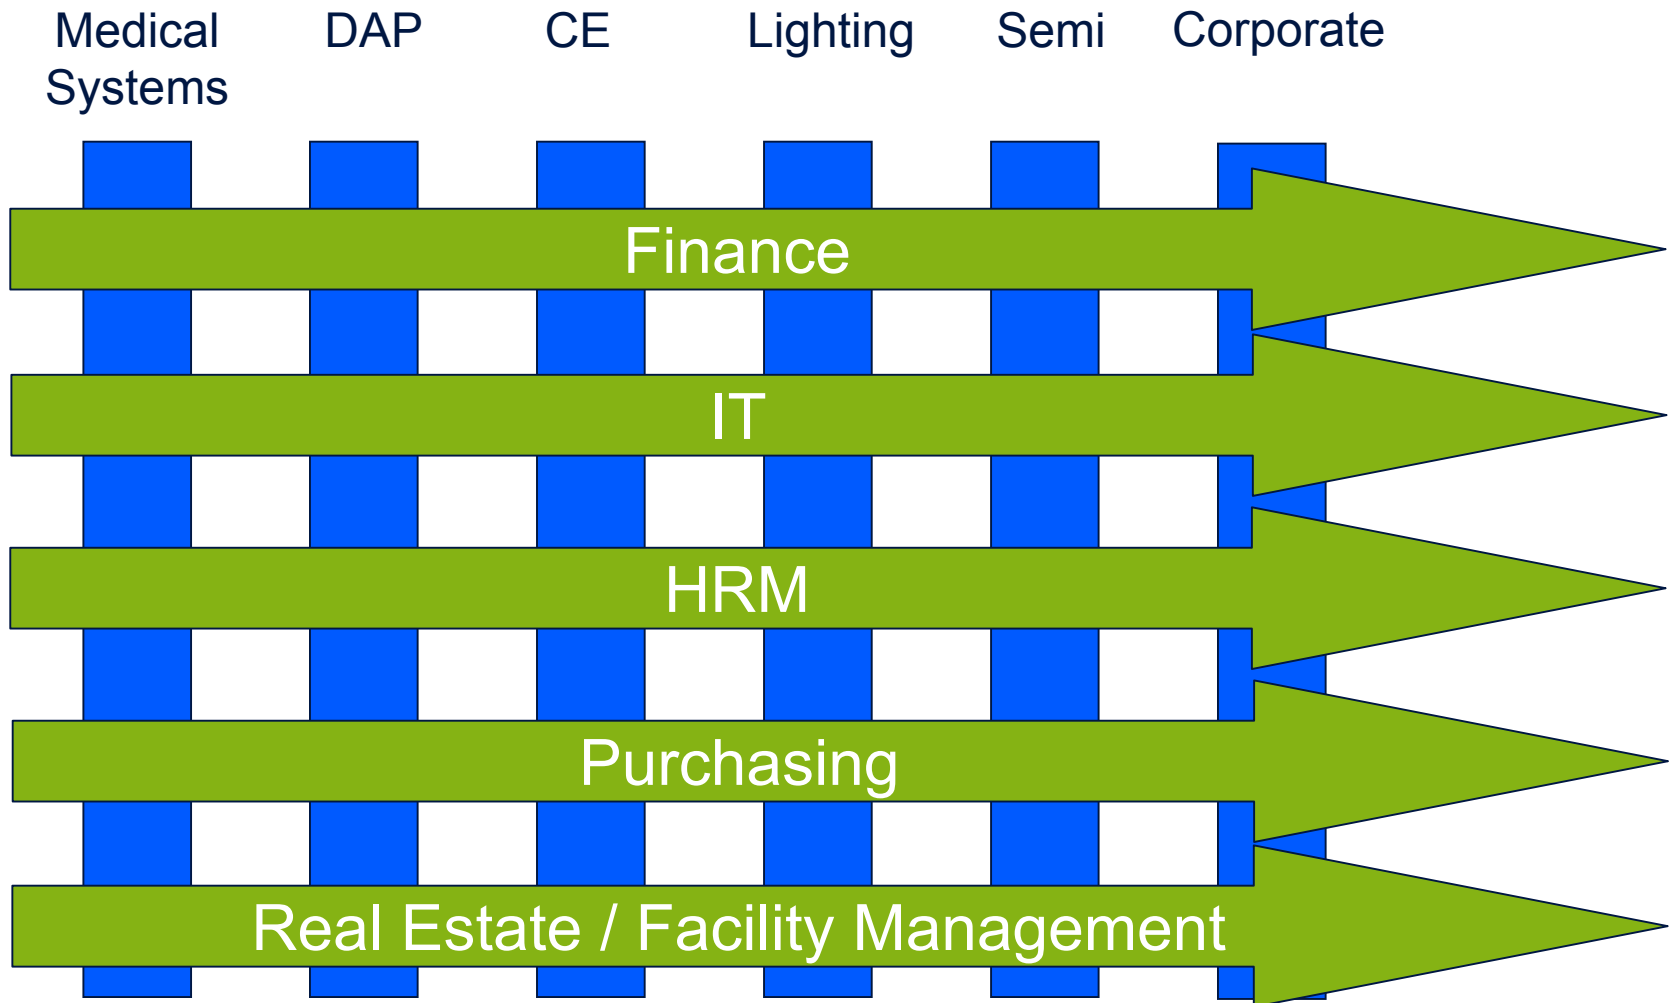 Medical
Systems
DAP
CE
Lighting
Semi
Corporate
Finance
IT
HRM
Purchasing
Real Estate / Facility Management